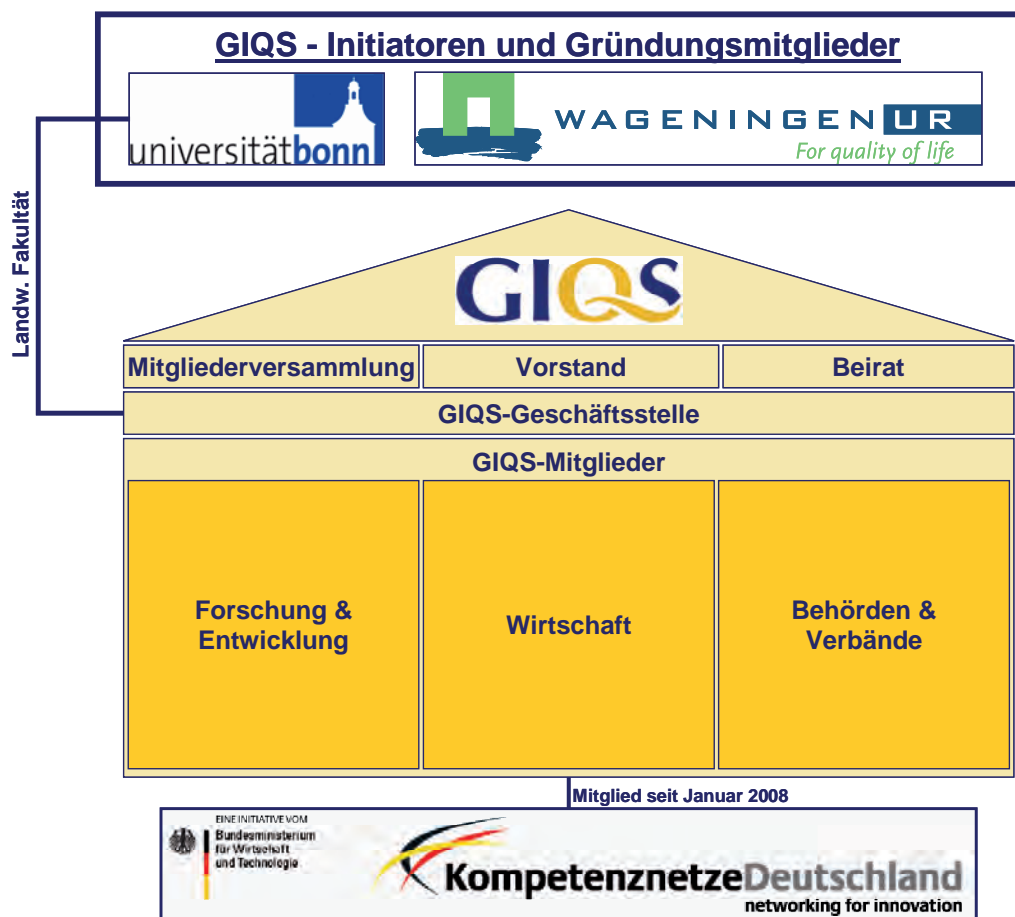 GIQS - Initiatoren und Gründungsmitglieder
universitätbonn
WAGENINGEN UR
For quality of life
Landw. Fakultät
GIQS
Mitgliederversammlung
Vorstand
Beirat
GIQS-Geschäftsstelle
GIQS-Mitglieder
Forschung &
Entwicklung
Wirtschaft
Behörden &
Verbände
Mitglied seit Januar 2008
EINE INITIATIVE VOM
Bundesministerium
für Wirtschaft
und Technologie
KompetenznetzeDeutschland
networking for innovation